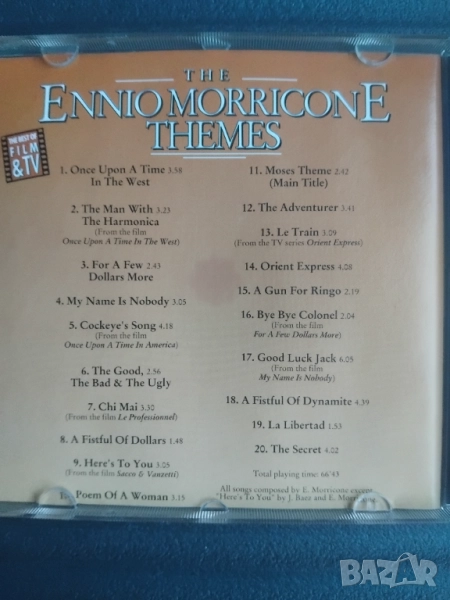 THE
ENNIO MORRICONE
THEMES
THE BEST OF
FILM
& TV
1. Once Upon A Time 3.58
In The West
2. The Man With 3.23
The Harmonica
(From the film
Once Upon A Time In The West)
3. For A Few 2.43
Dollars More
4. My Name Is Nobody 3.05
5. Cockeye's Song 4.18
(From the film
Once Upon A Time In America)
6. The Good, 2.56
The Bad & The Ugly
7. Chi Mai 3.30
(From the film Le Professionnel)
8. A Fistful Of Dollars 1.48
9. Here's To You 3.05
(From the film Sacco & Vanzetti)
Poem Of A Woman 3.15
11. Moses Theme 2.42
(Main Title)
12. The Adventurer 3.41
13. Le Train 3.09
(From the TV series Orient Express)
14. Orient Express 4.08
15. A Gun For Ringo 2.19
16. Bye Bye Colonel 2.04
(From the film
For A Few Dollars More)
17. Good Luck Jack 6.05
(From the film
My Name Is Nobody)
18. A Fistful Of Dynamite 4.39
19. La Libertad 1.53
20. The Secret 4.02
Total playing time: 66'43
All songs composed by E. Morricone except
"Here's To You" by J. Baez and E.
bazar